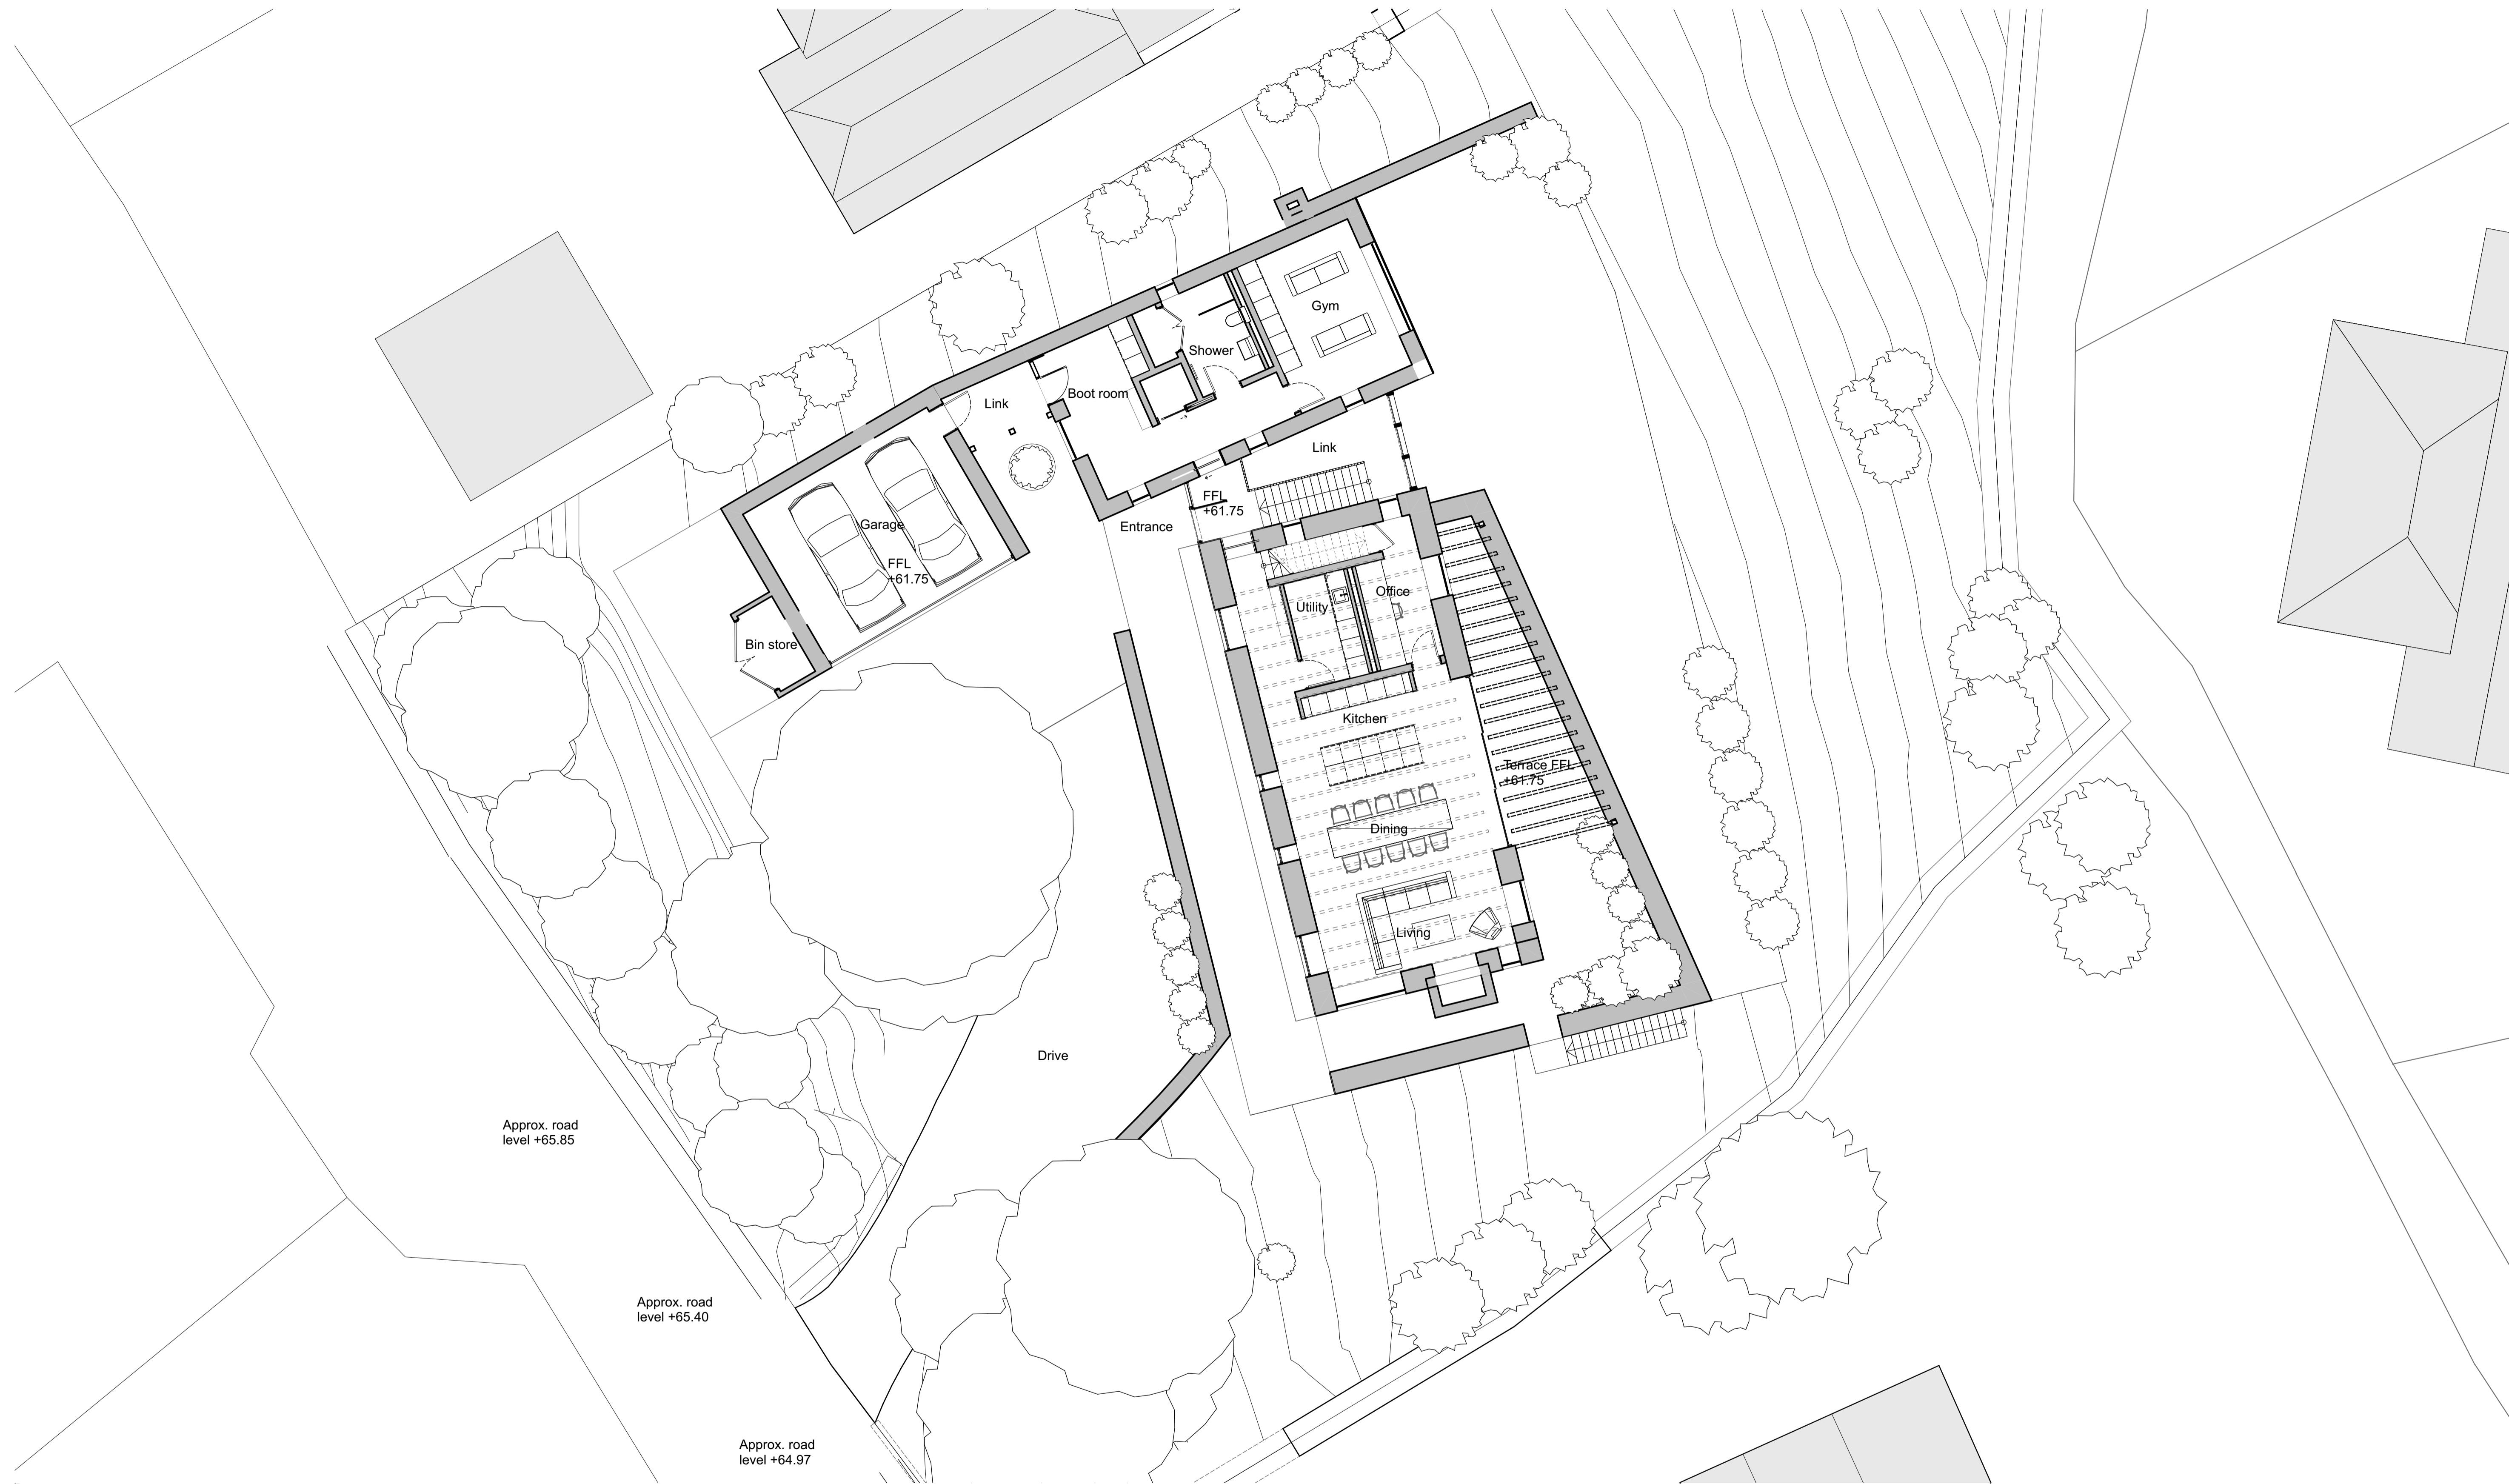 Gym
Shower
Boot room
Link
Link
FFL
+61.75
Entrance
Garage
FFL
+61.75
Office
Utility
Bin store
Kitchen
Terrace FFL
+61.75
Dining
Living
Drive
Approx. road
level +65.85
Approx. road
level +65.40
Approx. road
level +64.97